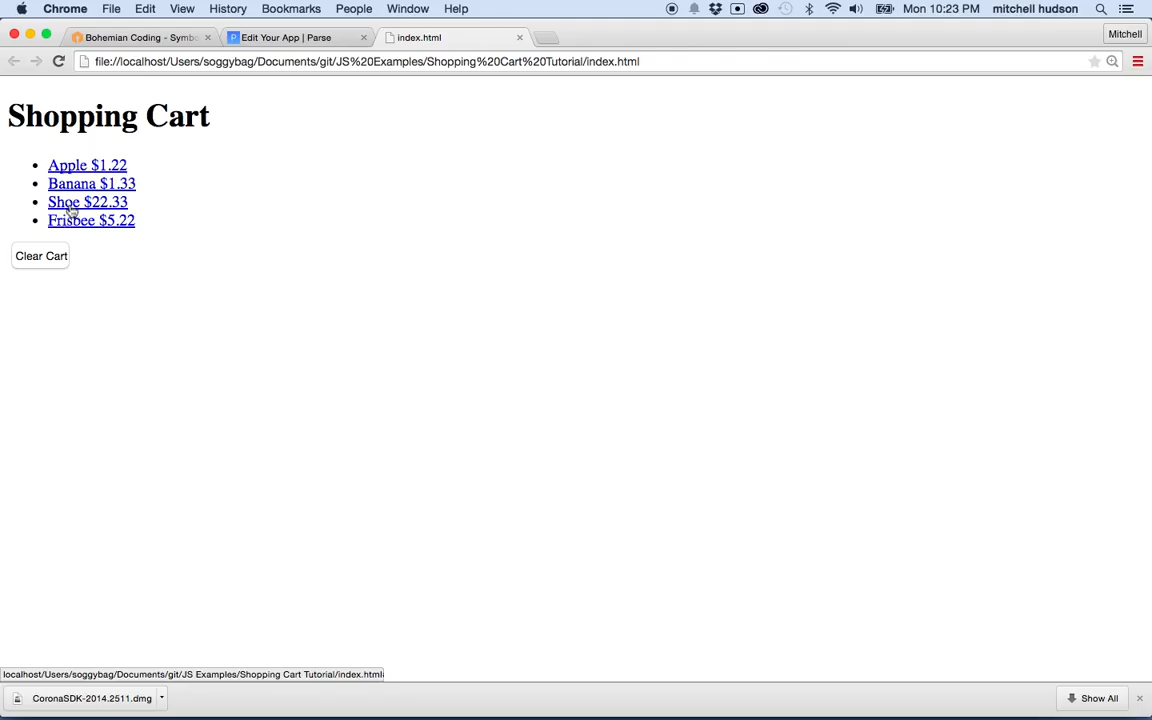 Chrome File Edit View History Bookmarks People Window Help Mon 10:23 PM mitchell hudson
Bohemian Coding - Symbo Edit Your App | Parse index.html Mitchell
file://localhost/Users/soggybag/Documents/git/JS%20Examples/Shopping%20Cart%20Tutorial/index.html
Shopping Cart
Apple $1.22
Banana $1.33
Shoe $22.33
Frisbee $5.22
Clear Cart
localhost/Users/soggybag/Documents/git/JS Examples/Shopping Cart Tutorial/index.html
CoronaSDK-2014.2511.dmg Show All